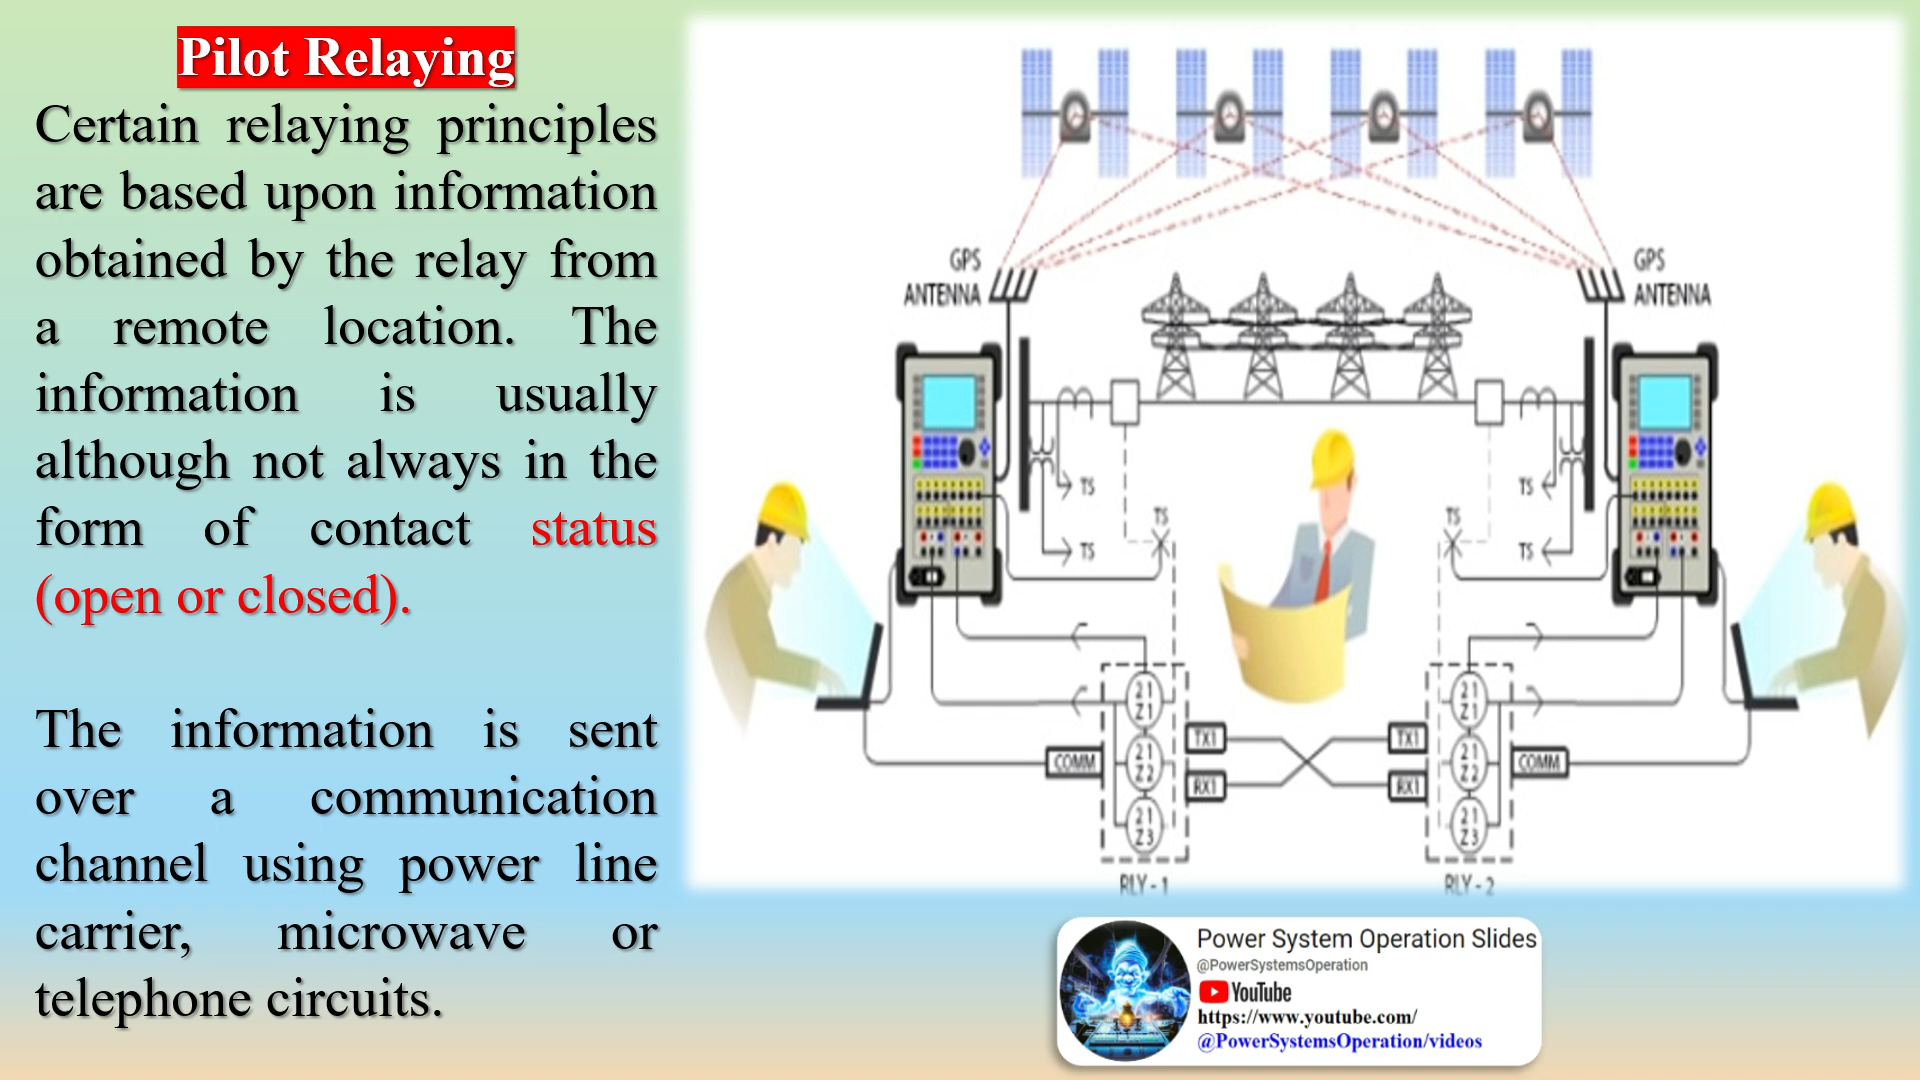 Pilot Relaying
Certain relaying principles
are based upon information
obtained by the relay from
a remote location. The
information is usually
although not always in the
form of contact status
(open or closed).
The information is sent
over a communication
channel using power line
carrier, microwave or
telephone circuits.
GPS
ANTENNA
GPS
ANTENNA
TS
TS
TS
TS
TS
TS
21
Z1
21
Z2
21
Z3
COMM
TX1
RX1
TX1
RX1
21
Z1
21
Z2
21
Z3
COMM
RLY - 1
RLY - 2
Power System Operation Slides
@PowerSystemsOperation
YouTube
https://www.youtube.com/
@PowerSystemsOperation/videos